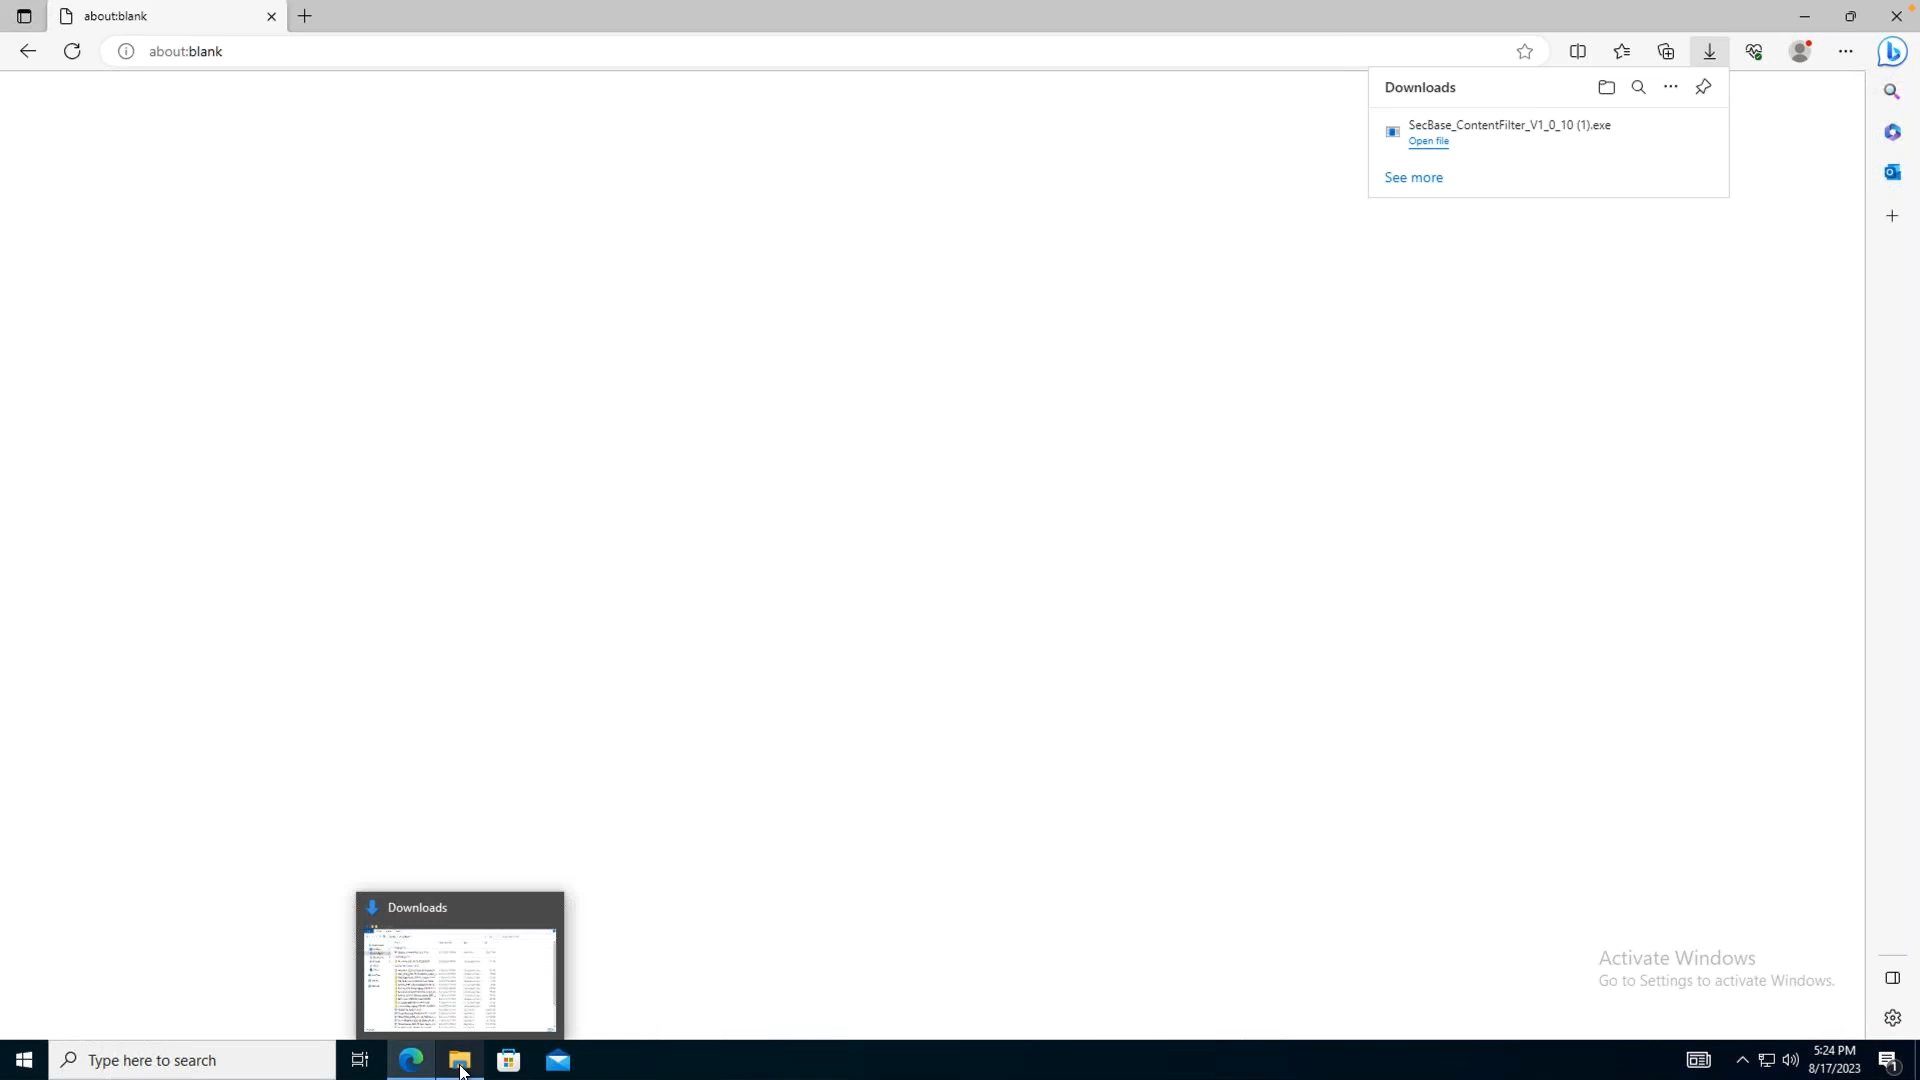 about:blank
about:blank
Downloads
SecBase_ContentFilter_V1_0_10 (1).exe
Open file
See more
Downloads
Activate Windows
Go to Settings to activate Windows.
Type here to search
5:24 PM
8/17/2023
1